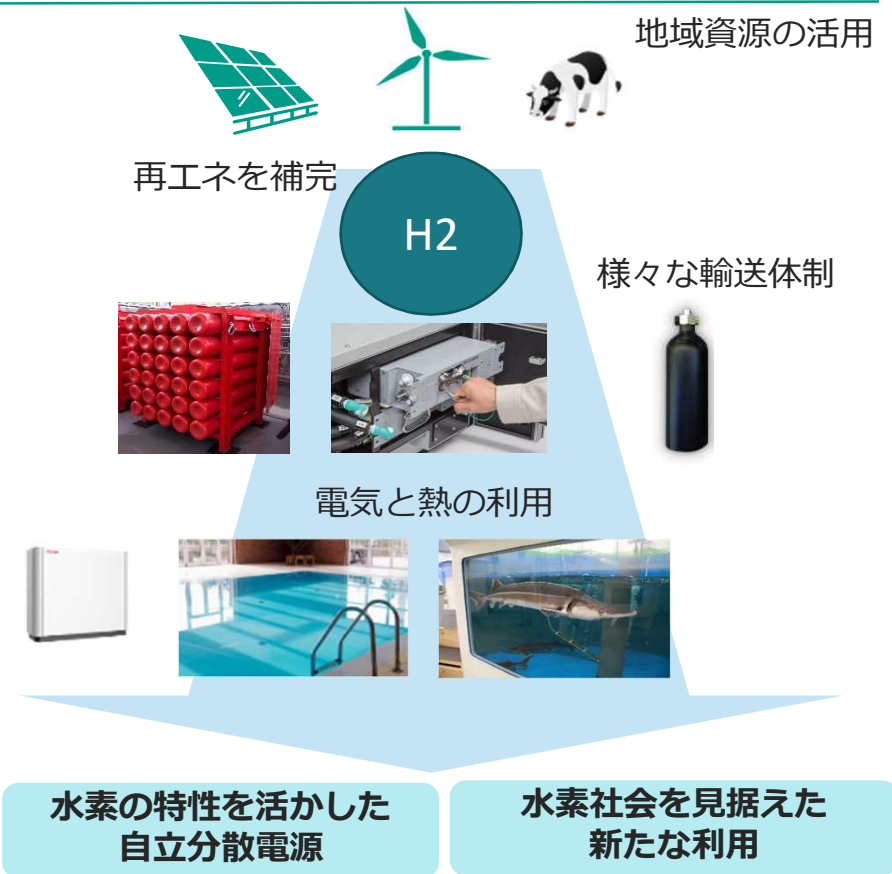 地域資源の活用
再エネを補完
H2
様々な輸送体制
電気と熱の利用
水素の特性を活かした
自立分散電源
水素社会を見据えた
新たな利用